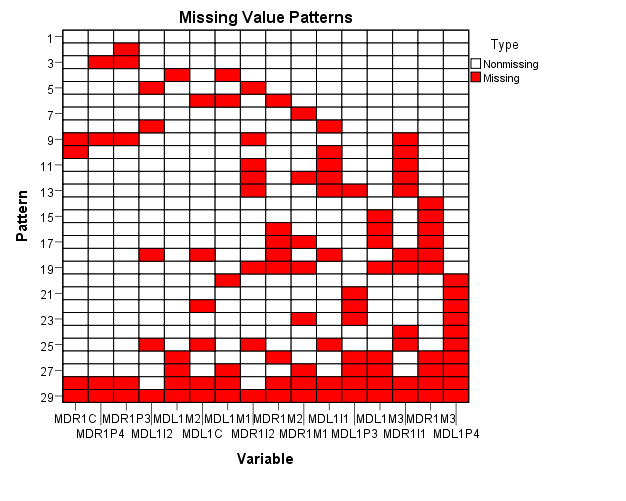 Missing Value Patterns
Type
Nonmissing
Missing
Pattern
1
3
5
7
9
11
13
15
17
19
21
23
25
27
29
MDR1C MDR1P3 MDL1M2 MDL1M1 MDR1M2 MDL1I1 MDL1M3 MDR1M3
MDR1P4 MDL1I2 MDL1C MDR1I2 MDR1M1 MDL1P3 MDR1I1 MDL1P4
Variable